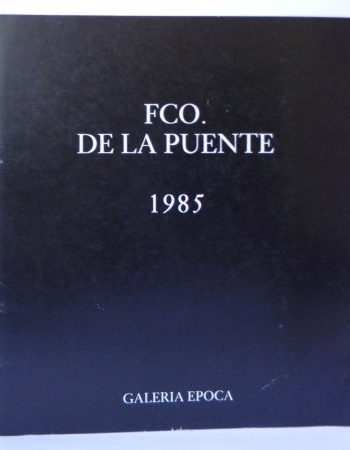 FCO.
DE LA PUENTE
1985
GALERIA EPOCA